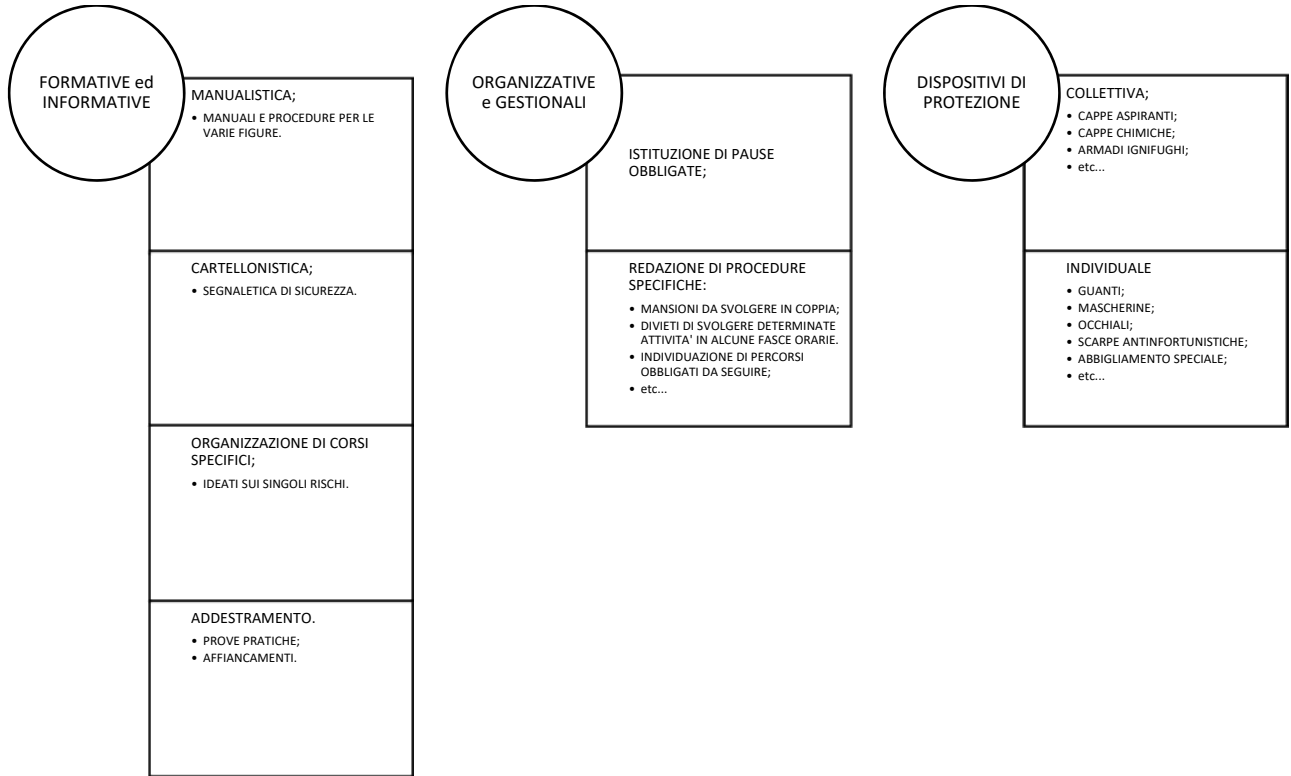 FORMATIVE ed
INFORMATIVE
MANUALISTICA;
• MANUALI E PROCEDURE PER LE
VARIE FIGURE.
CARTELLONISTICA;
• SEGNALETICA DI SICUREZZA.
ORGANIZZAZIONE DI CORSI
SPECIFICI;
• IDEATI SUI SINGOLI RISCHI.
ADDESTRAMENTO.
• PROVE PRATICHE;
• AFFIANCAMENTI.
ORGANIZZATIVE
e GESTIONALI
ISTITUZIONE DI PAUSE
OBBLIGATE;
REDAZIONE DI PROCEDURE
SPECIFICHE:
• MANSIONI DA SVOLGERE IN COPPIA;
• DIVIETI DI SVOLGERE DETERMINATE
ATTIVITA' IN ALCUNE FASCE ORARIE.
• INDIVIDUAZIONE DI PERCORSI
OBBLIGATI DA SEGUIRE;
• etc...
DISPOSITIVI DI
PROTEZIONE
COLLETTIVA;
• CAPPE ASPIRANTI;
• CAPPE CHIMICHE;
• ARMADI IGNIFUGHI;
• etc...
INDIVIDUALE
• GUANTI;
• MASCHERINE;
• OCCHIALI;
• SCARPE ANTINFORTUNISTICHE;
• ABBIGLIAMENTO SPECIALE;
• etc...